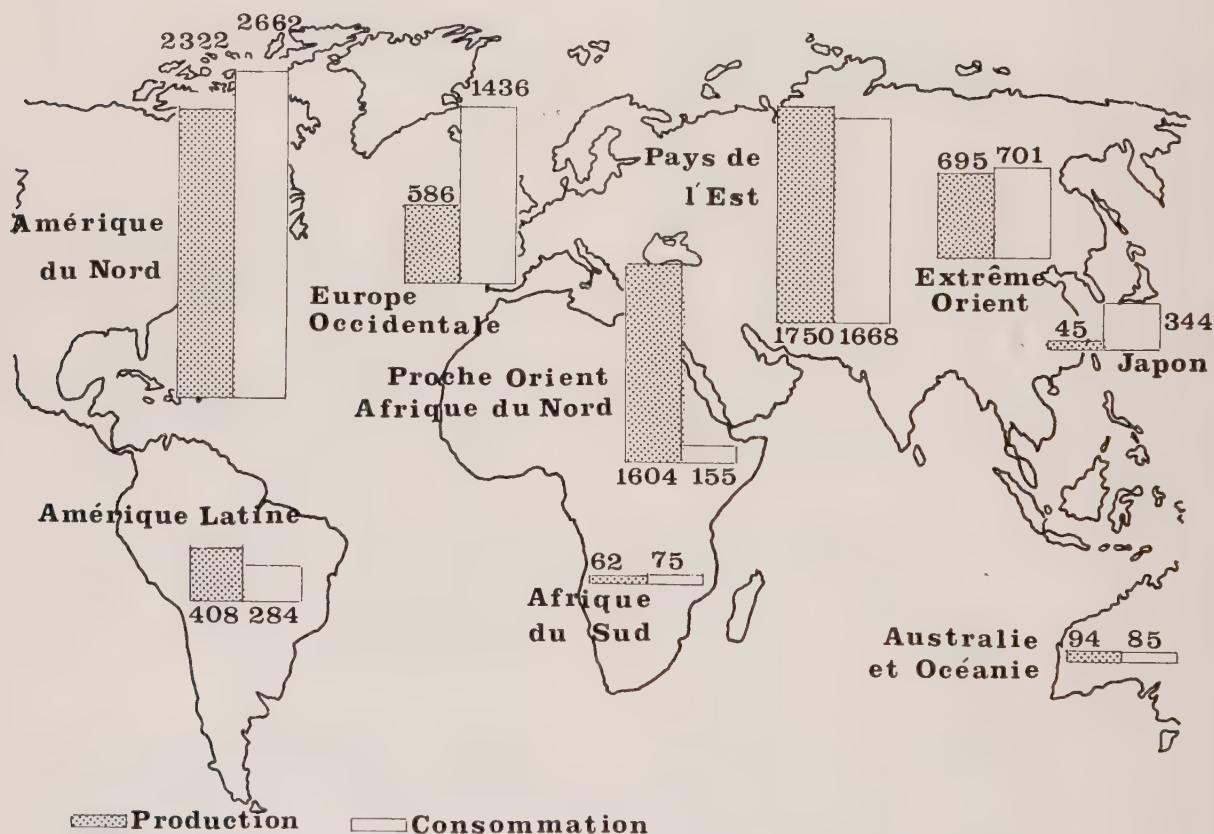 2322 2662
1436
586
Amérique
du Nord
Europe
Occidentale
Pays de
l'Est
1750 1668
695 701
Extrême
Orient
45 344
Japon
Proche Orient
Afrique du Nord
1604 155
Amérique Latine
408 284
62 75
Afrique
du Sud
Australie
et Océanie
94 85
Production Consommation